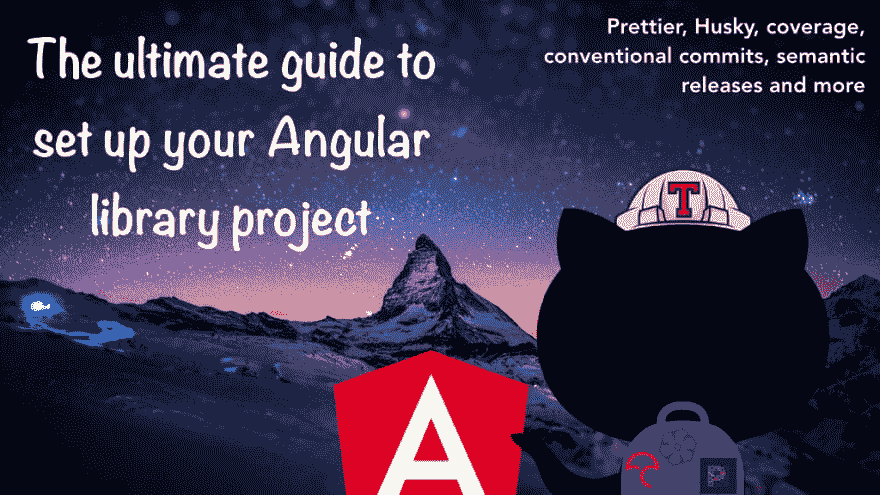 The ultimate guide to
set up your Angular
library project
Prettier, Husky, coverage,
conventional commits, semantic
releases and more
T
A
P